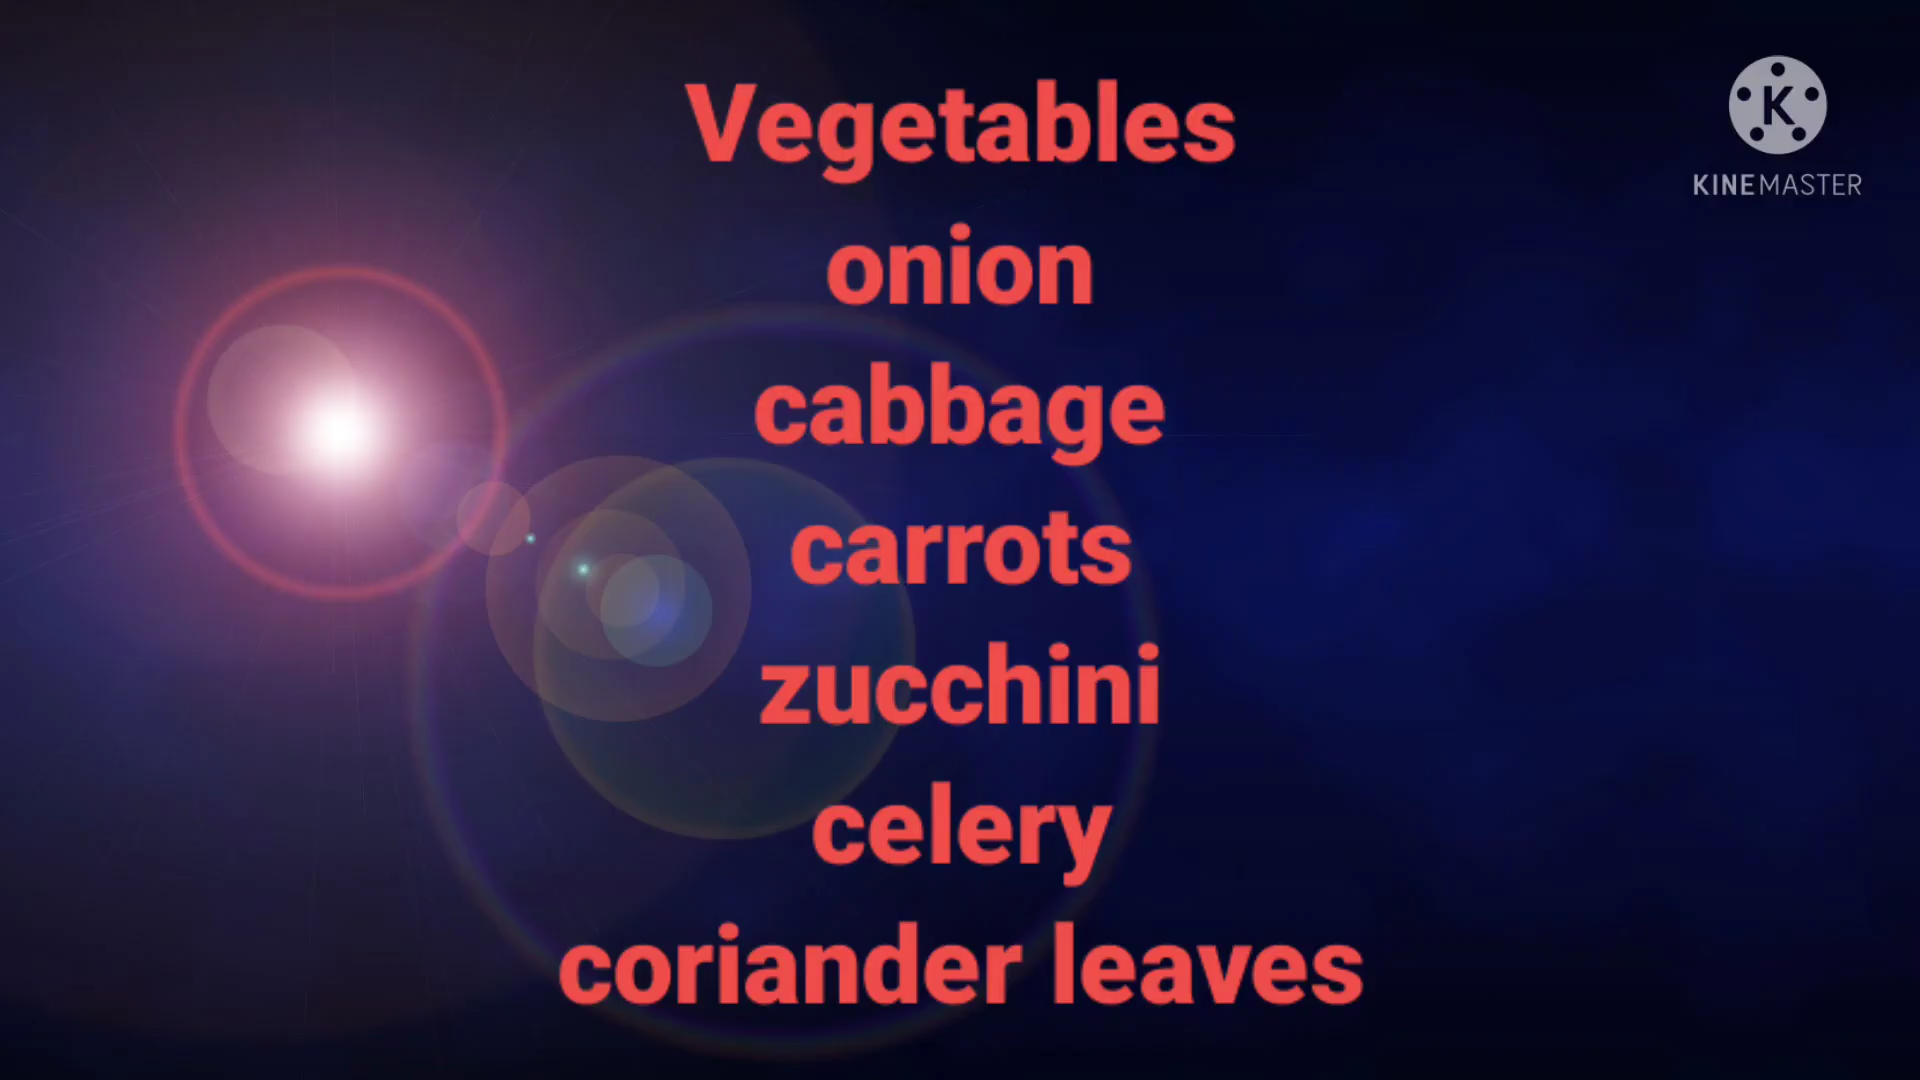 Vegetables
onion
cabbage
carrots
zucchini
celery
coriander leaves
K
KINEMASTER